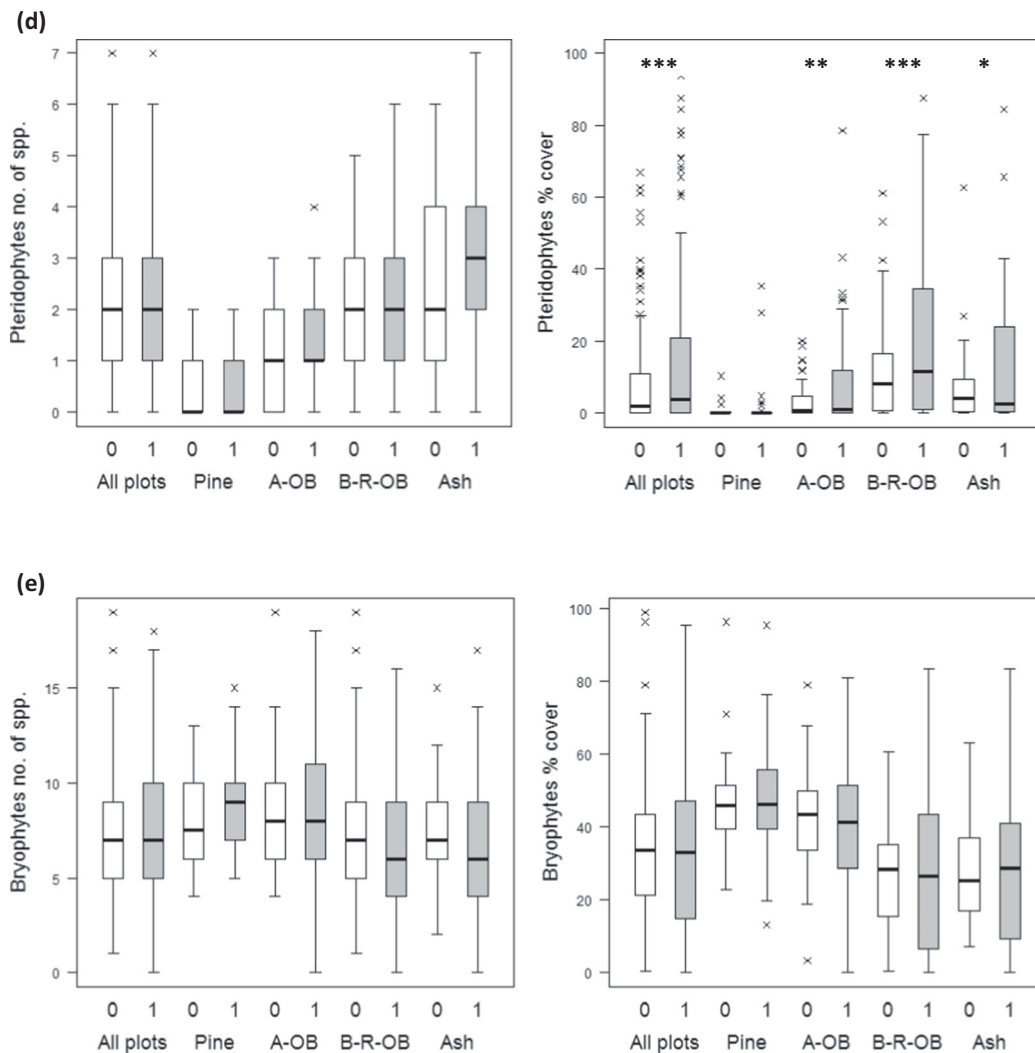 (d)
Pteridophytes no. of spp.
7
6
5
4
3
2
1
0
0 1 0 1 0 1 0 1 0 1
All plots Pine A-OB B-R-OB Ash
Pteridophytes % cover
100
80
60
40
20
0
*** ** *** *
0 1 0 1 0 1 0 1 0 1
All plots Pine A-OB B-R-OB Ash
(e)
Bryophytes no. of spp.
15
10
5
0
0 1 0 1 0 1 0 1 0 1
All plots Pine A-OB B-R-OB Ash
Bryophytes % cover
100
80
60
40
20
0
0 1 0 1 0 1 0 1 0 1
All plots Pine A-OB B-R-OB Ash